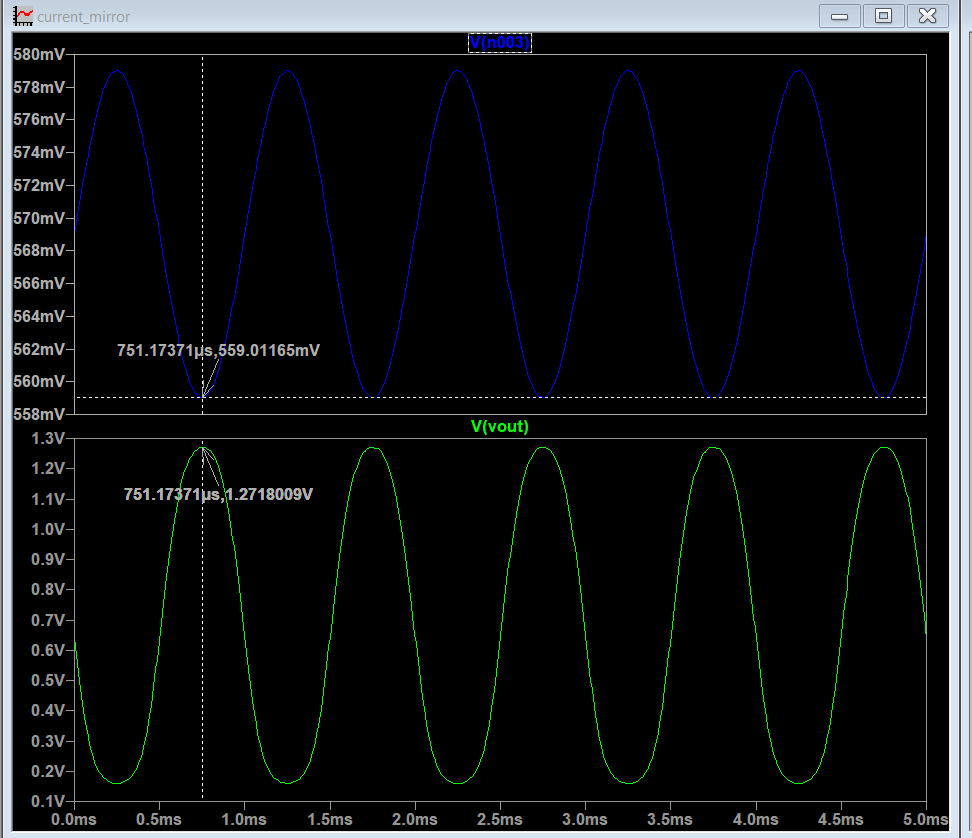 current_mirror
V(n003)
580mV
578mV
576mV
574mV
572mV
570mV
568mV
566mV
564mV
562mV
560mV
558mV
751.17371µs,559.01165mV
V(vout)
1.3V
1.2V
1.1V
1.0V
0.9V
0.8V
0.7V
0.6V
0.5V
0.4V
0.3V
0.2V
0.1V
751.17371µs,1.2718009V
0.0ms 0.5ms 1.0ms 1.5ms 2.0ms 2.5ms 3.0ms 3.5ms 4.0ms 4.5ms 5.0ms